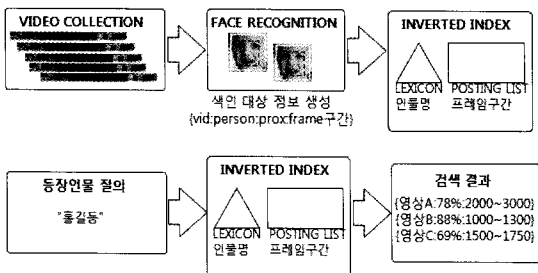 VIDEO COLLECTION
FACE RECOGNITION
색인 대상 정보 생성
{vid:person:prox:frame구간}
INVERTED INDEX
LEXICON
인물명
POSTING LIST
프레임구간
등장인물 질의
"홍길동"
INVERTED INDEX
LEXICON
인물명
POSTING LIST
프레임구간
검색 결과
{영상A:78%:2000~3000}
{영상B:88%:1000~1300}
{영상C:69%:1500~1750}